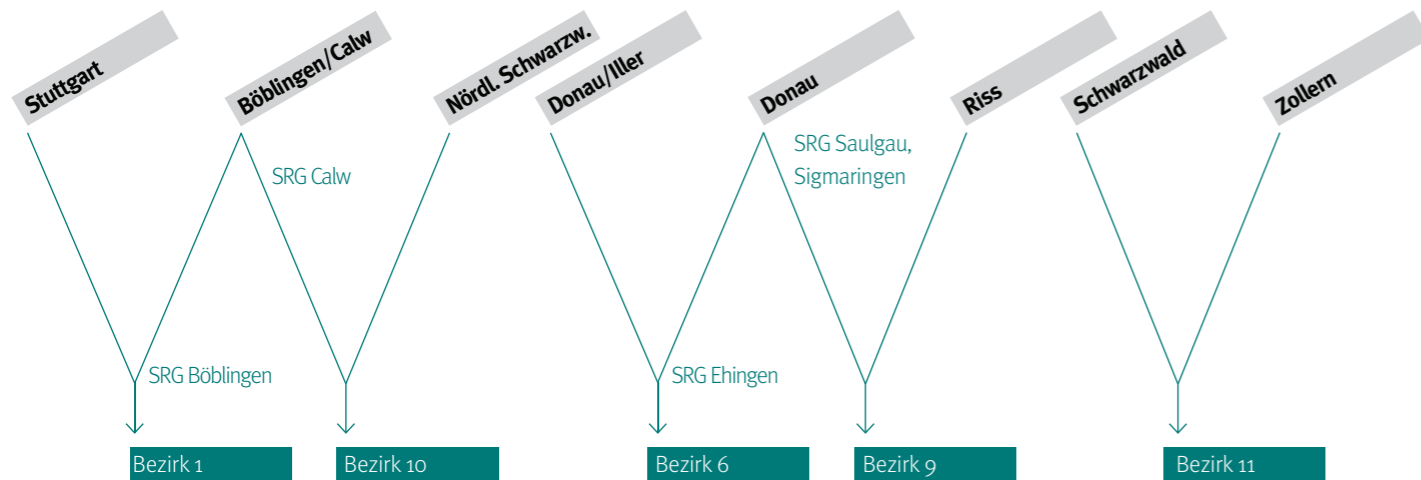 Stuttgart
Böblingen/Calw
Nördl. Schwarzw.
Donau/Iller
Donau
Riss
Schwarzwald
Zollern
SRG Calw
SRG Saulgau,
Sigmaringen
SRG Böblingen
SRG Ehingen
Bezirk 1
Bezirk 10
Bezirk 6
Bezirk 9
Bezirk 11